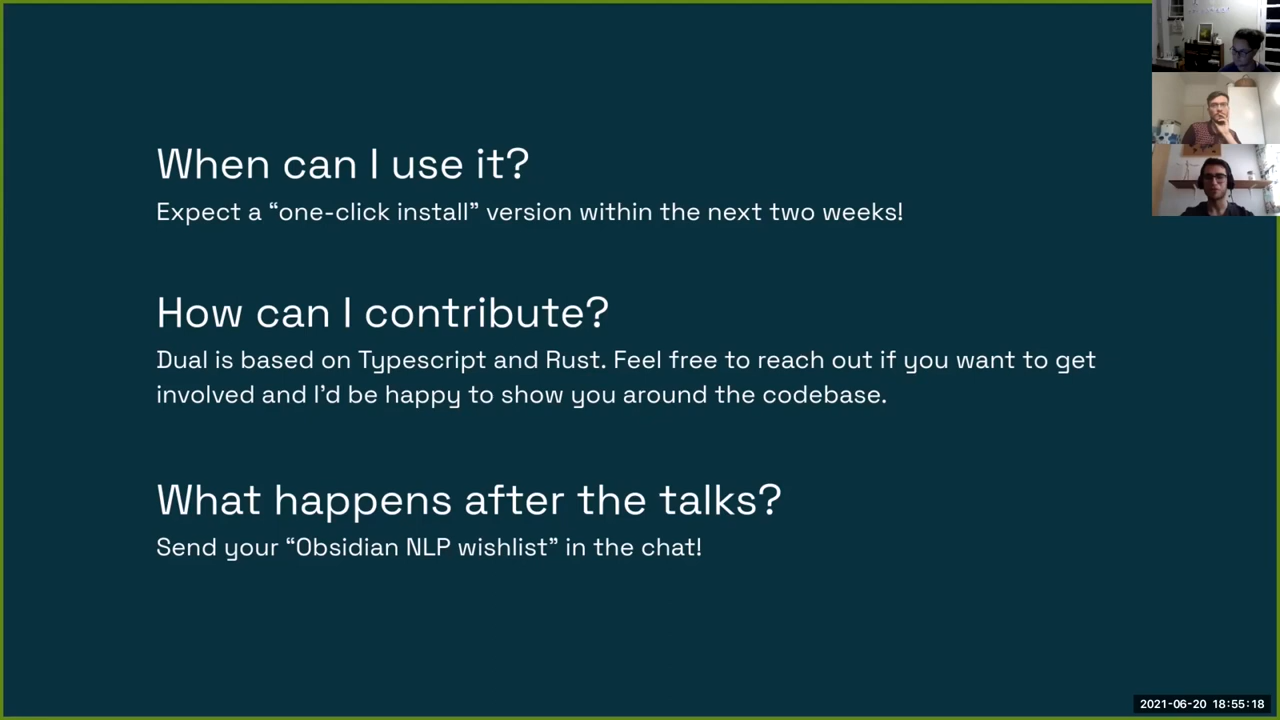 When can I use it?
Expect a “one-click install” version within the next two weeks!
How can I contribute?
Dual is based on Typescript and Rust. Feel free to reach out if you want to get
involved and I’d be happy to show you around the codebase.
What happens after the talks?
Send your “Obsidian NLP wishlist” in the chat!
2021-06-20 18:55:18